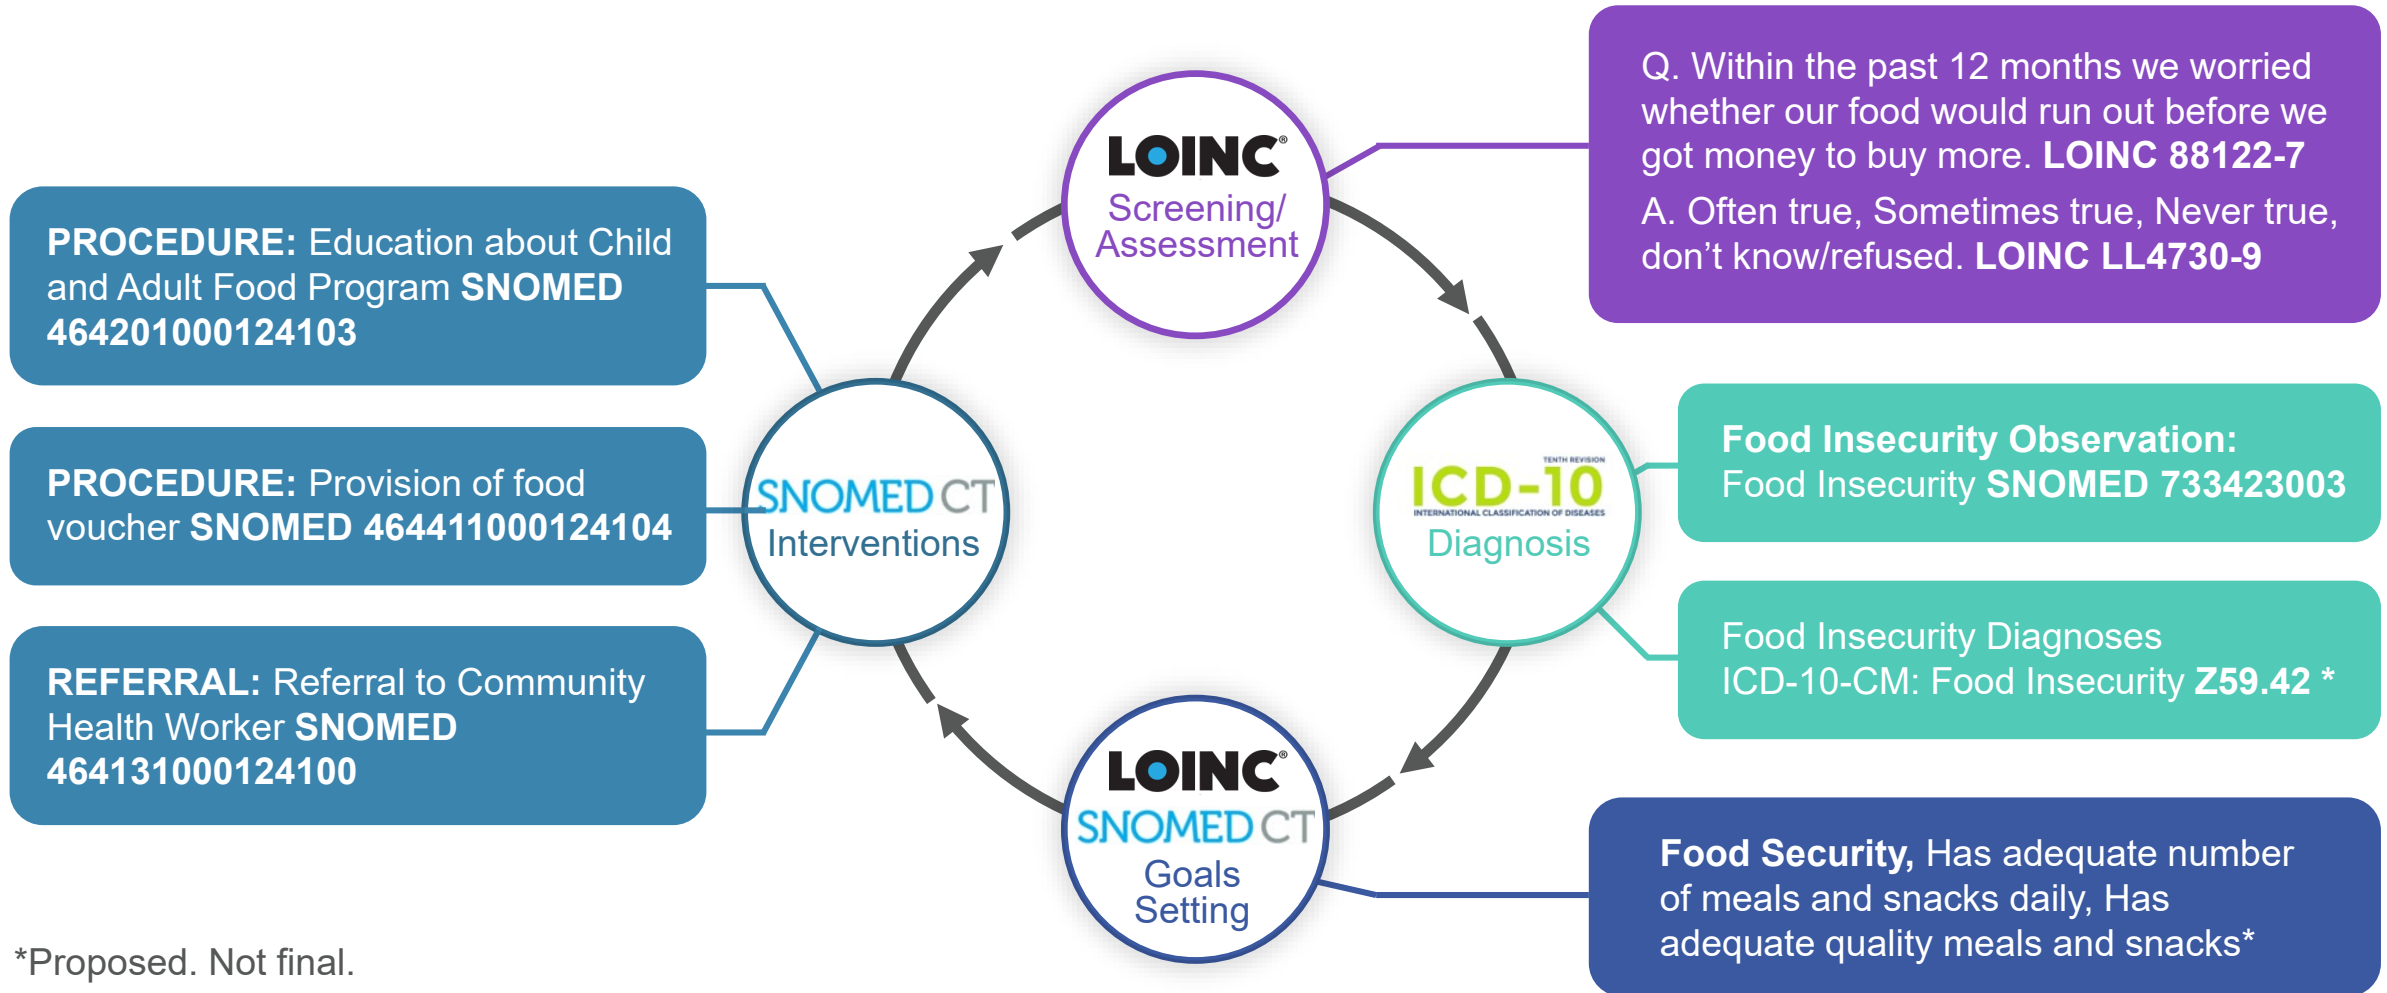 LOINC®
Screening/
Assessment
Q. Within the past 12 months we worried
whether our food would run out before we
got money to buy more. LOINC 88122-7
A. Often true, Sometimes true, Never true,
don’t know/refused. LOINC LL4730-9
TENTH REVISION
ICD-10
INTERNATIONAL CLASSIFICATION OF DISEASES
Diagnosis
Food Insecurity Observation:
Food Insecurity SNOMED 733423003
Food Insecurity Diagnoses
ICD-10-CM: Food Insecurity Z59.42 *
LOINC®
SNOMED CT
Goals
Setting
Food Security, Has adequate number
of meals and snacks daily, Has
adequate quality meals and snacks*
SNOMED CT
Interventions
PROCEDURE: Education about Child
and Adult Food Program SNOMED
464201000124103
PROCEDURE: Provision of food
voucher SNOMED 464411000124104
REFERRAL: Referral to Community
Health Worker SNOMED
464131000124100
*Proposed. Not final.